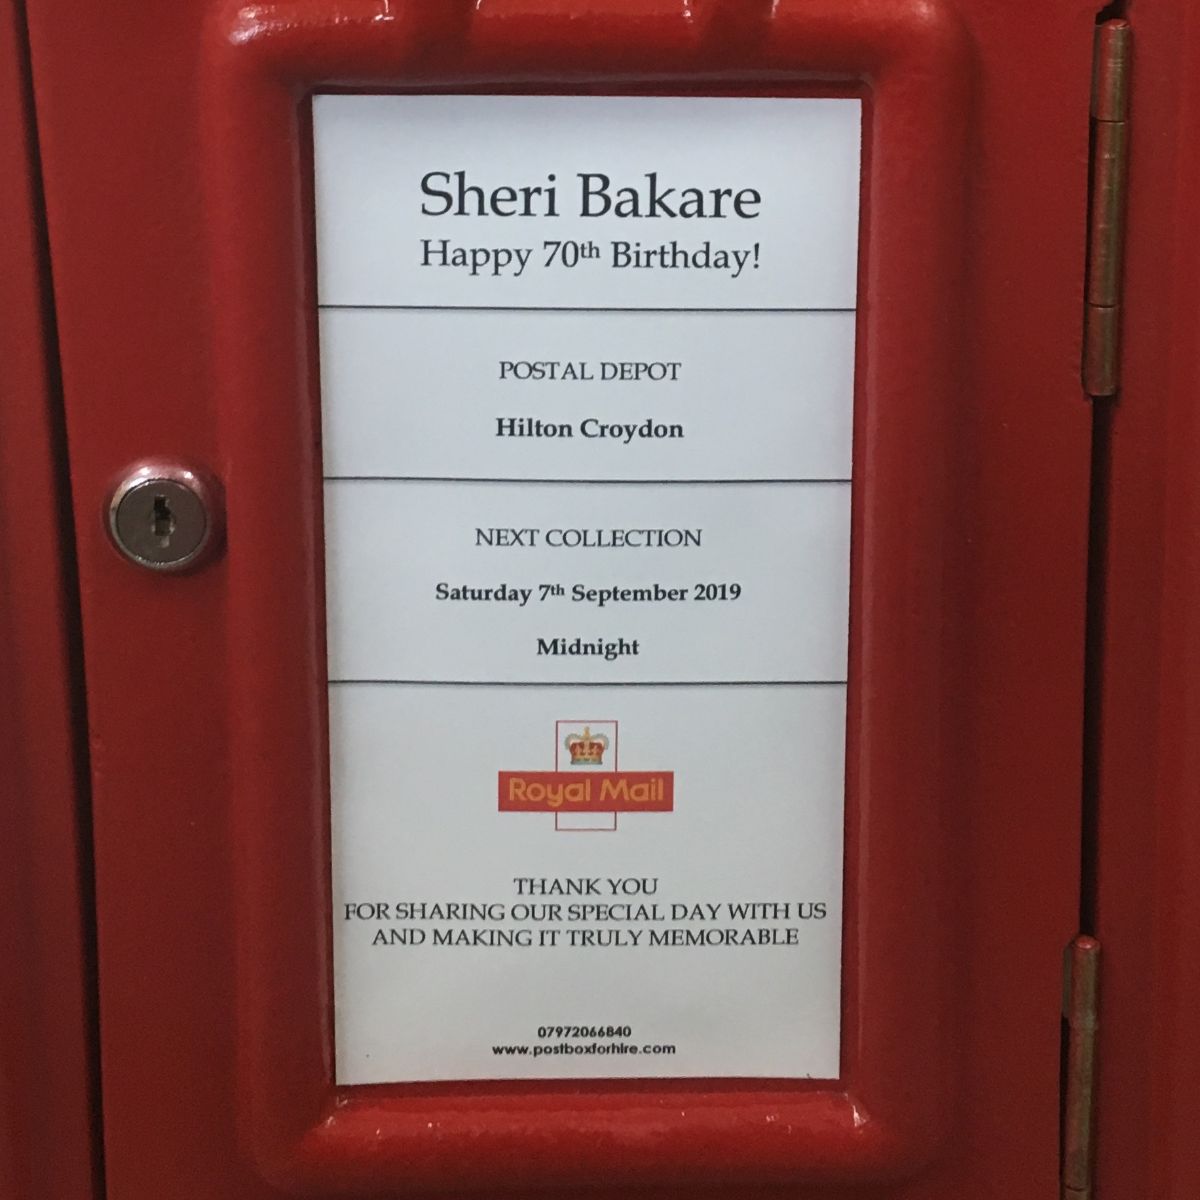 Sheri Bakare
Happy 70th Birthday!
POSTAL DEPOT
Hilton Croydon
NEXT COLLECTION
Saturday 7th September 2019
Midnight
Royal Mail
THANK YOU
FOR SHARING OUR SPECIAL DAY WITH US
AND MAKING IT TRULY MEMORABLE
07972066840
www.postboxforhire.com